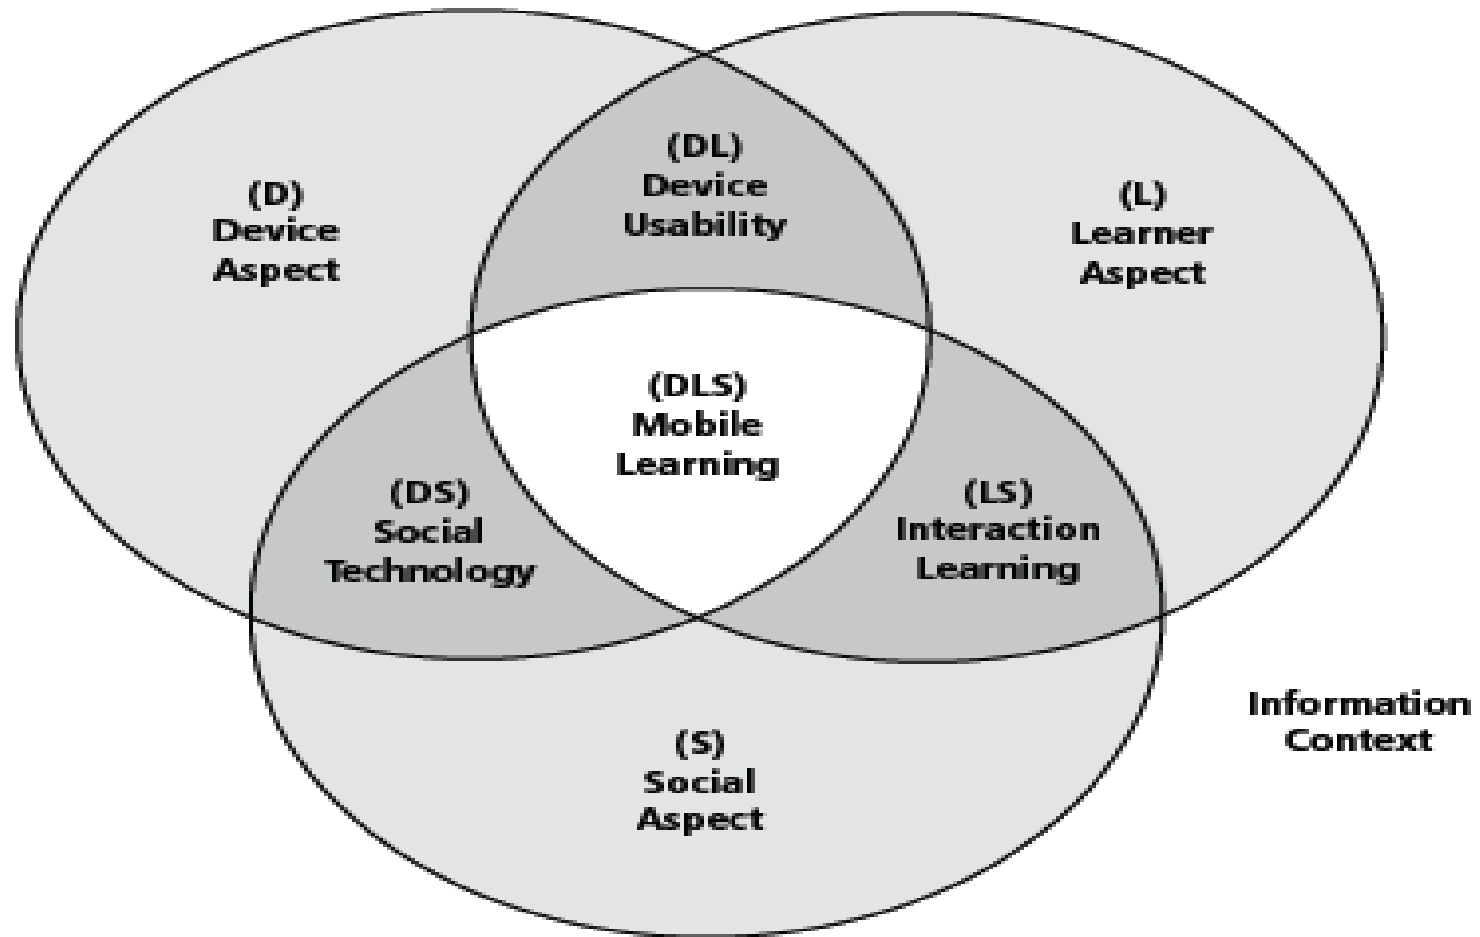 (DL)
Device
Usability
(D)
Device
Aspect
(L)
Learner
Aspect
(DLS)
Mobile
Learning
(DS)
Social
Technology
(LS)
Interaction
Learning
(S)
Social
Aspect
Information
Context